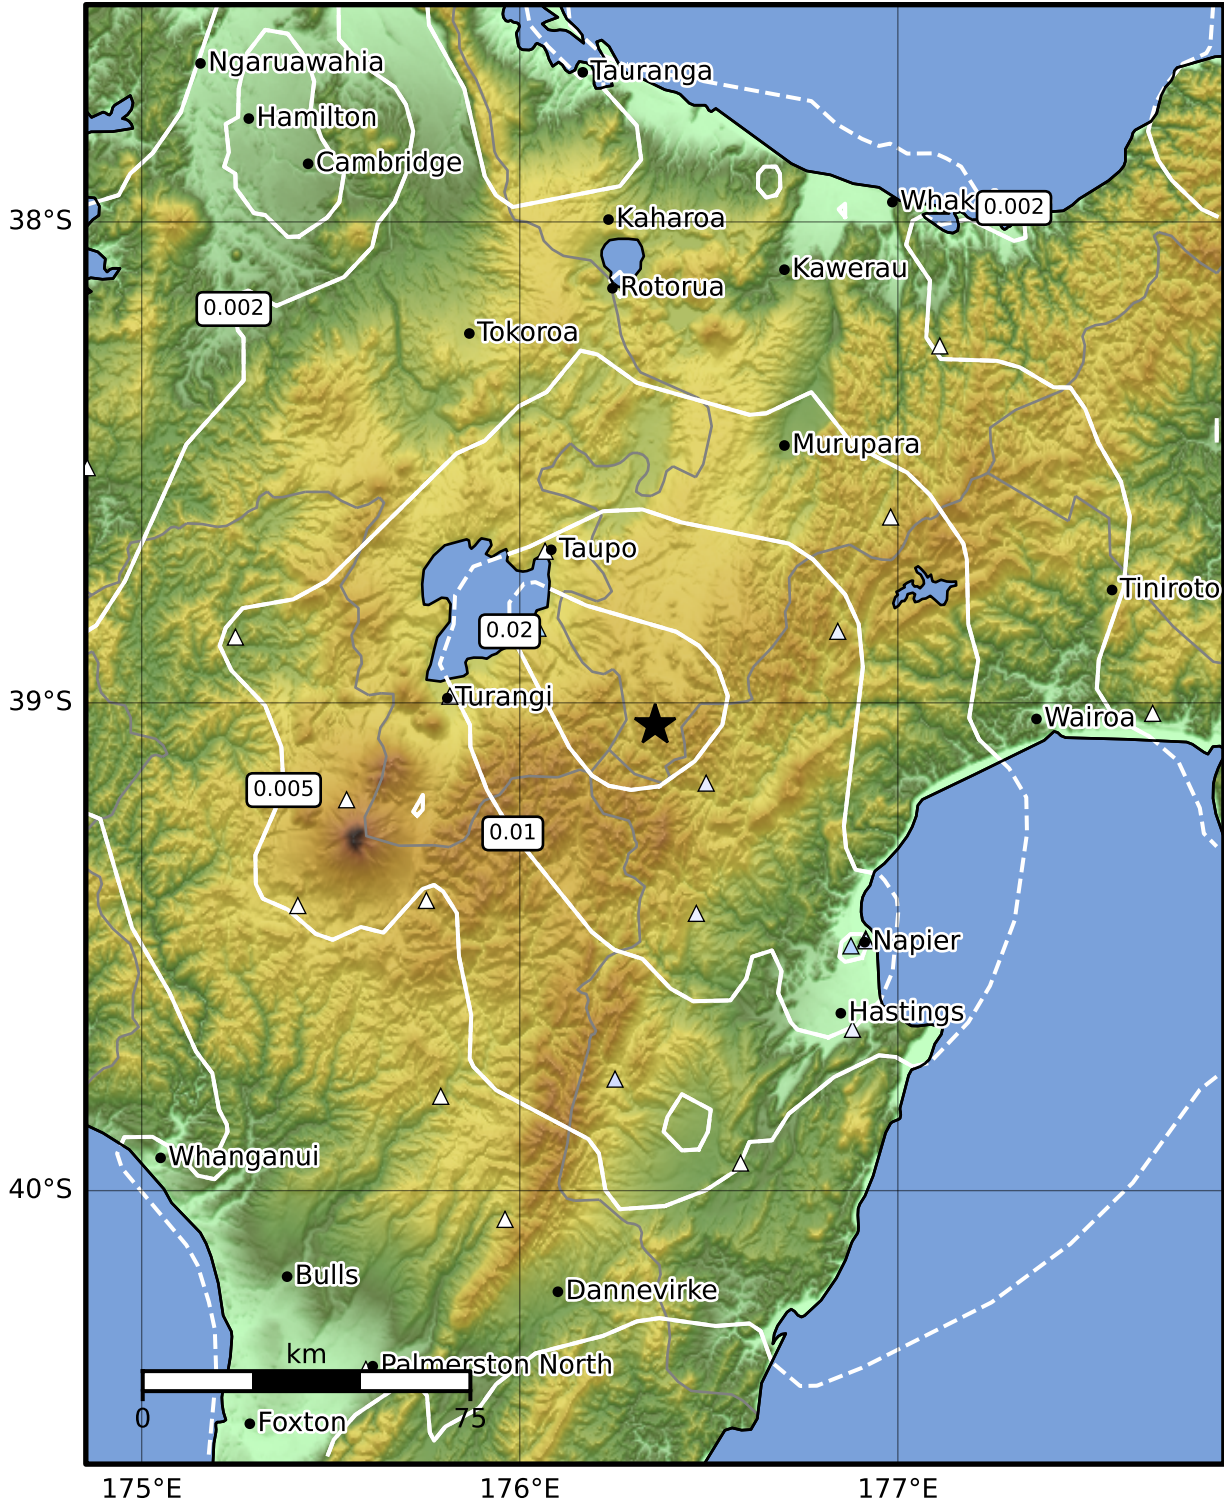 Ngaruawahia
Tauranga
Hamilton
Cambridge
Whak
0.002
38°S
Kaharoa
Kawerau
Rotorua
0.002
Tokoroa
Murupara
Taupo
Tiniroto
0.02
Turangi
39°S
Wairoa
0.005
0.01
Napier
Hastings
Whanganui
40°S
Bulls
Dannevirke
km
Palmerston North
0
75
Foxton
175°E
176°E
177°E